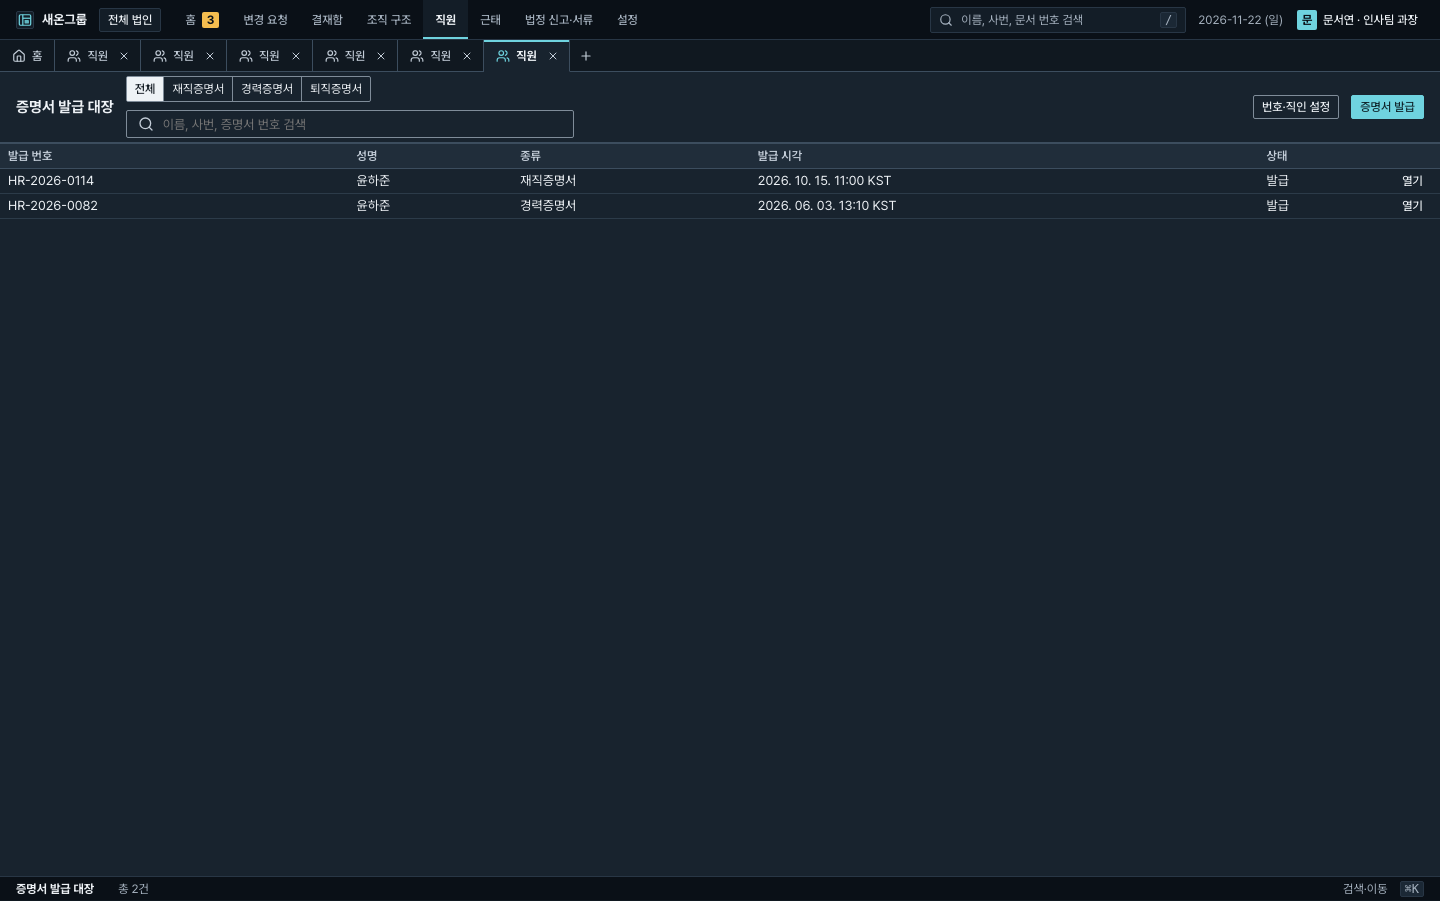 새온그룹 전체 법인 홈 3 변경 요청 결재함 조직 구조 직원 근태 법정 신고·서류 설정 이름, 사번, 문서 번호 검색 / 2026-11-22 (일) 문 문서연 · 인사팀 과장
홈 직원 직원 직원 직원 직원 직원
증명서 발급 대장
전체 재직증명서 경력증명서 퇴직증명서
이름, 사번, 증명서 번호 검색
번호·직인 설정 증명서 발급
발급 번호 성명 종류 발급 시각 상태
HR-2026-0114 윤하준 재직증명서 2026. 10. 15. 11:00 KST 발급 열기
HR-2026-0082 윤하준 경력증명서 2026. 06. 03. 13:10 KST 발급 열기
증명서 발급 대장 총 2건 검색·이동 ⌘K